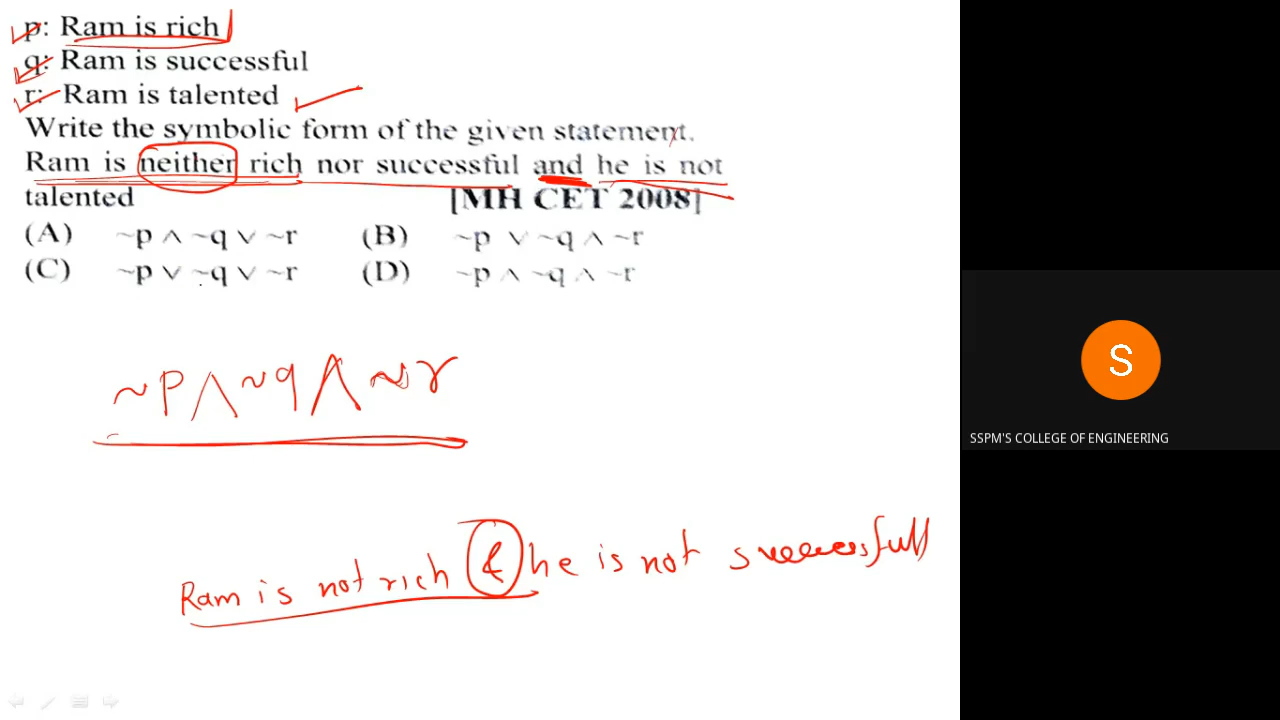 p: Ram is rich
q: Ram is successful
r: Ram is talented
Write the symbolic form of the given statement.
Ram is neither rich nor successful and he is not
talented [MH CET 2008]
(A) ~p ∧ ~q ∨ ~r (B) ~p ∨ ~q ∧ ~r
(C) ~p ∨ ~q ∨ ~r (D) ~p ∧ ~q ∧ ~r
~p ∧ ~q ∧ ~r
Ram is not rich & he is not successful
S
SSPM'S COLLEGE OF ENGINEERING